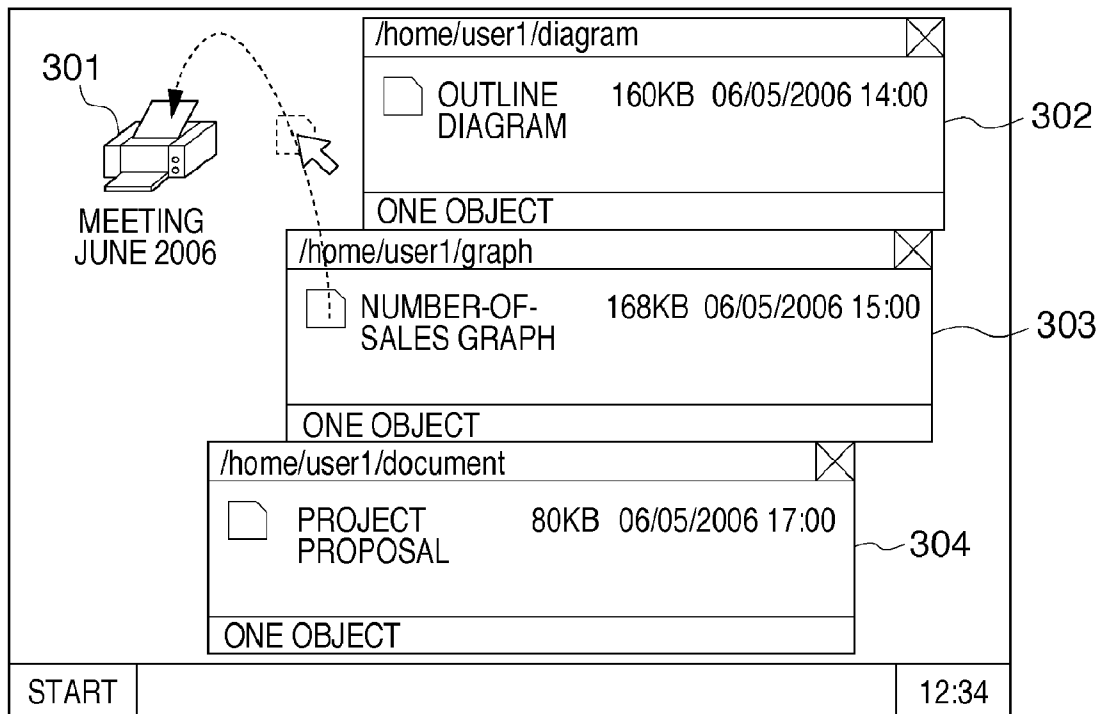 /home/user1/diagram
301
OUTLINE 160KB 06/05/2006 14:00
DIAGRAM
302
ONE OBJECT
MEETING
JUNE 2006
/home/user1/graph
NUMBER-OF- 168KB 06/05/2006 15:00
SALES GRAPH
303
ONE OBJECT
/home/user1/document
PROJECT 80KB 06/05/2006 17:00
PROPOSAL
304
ONE OBJECT
START 12:34